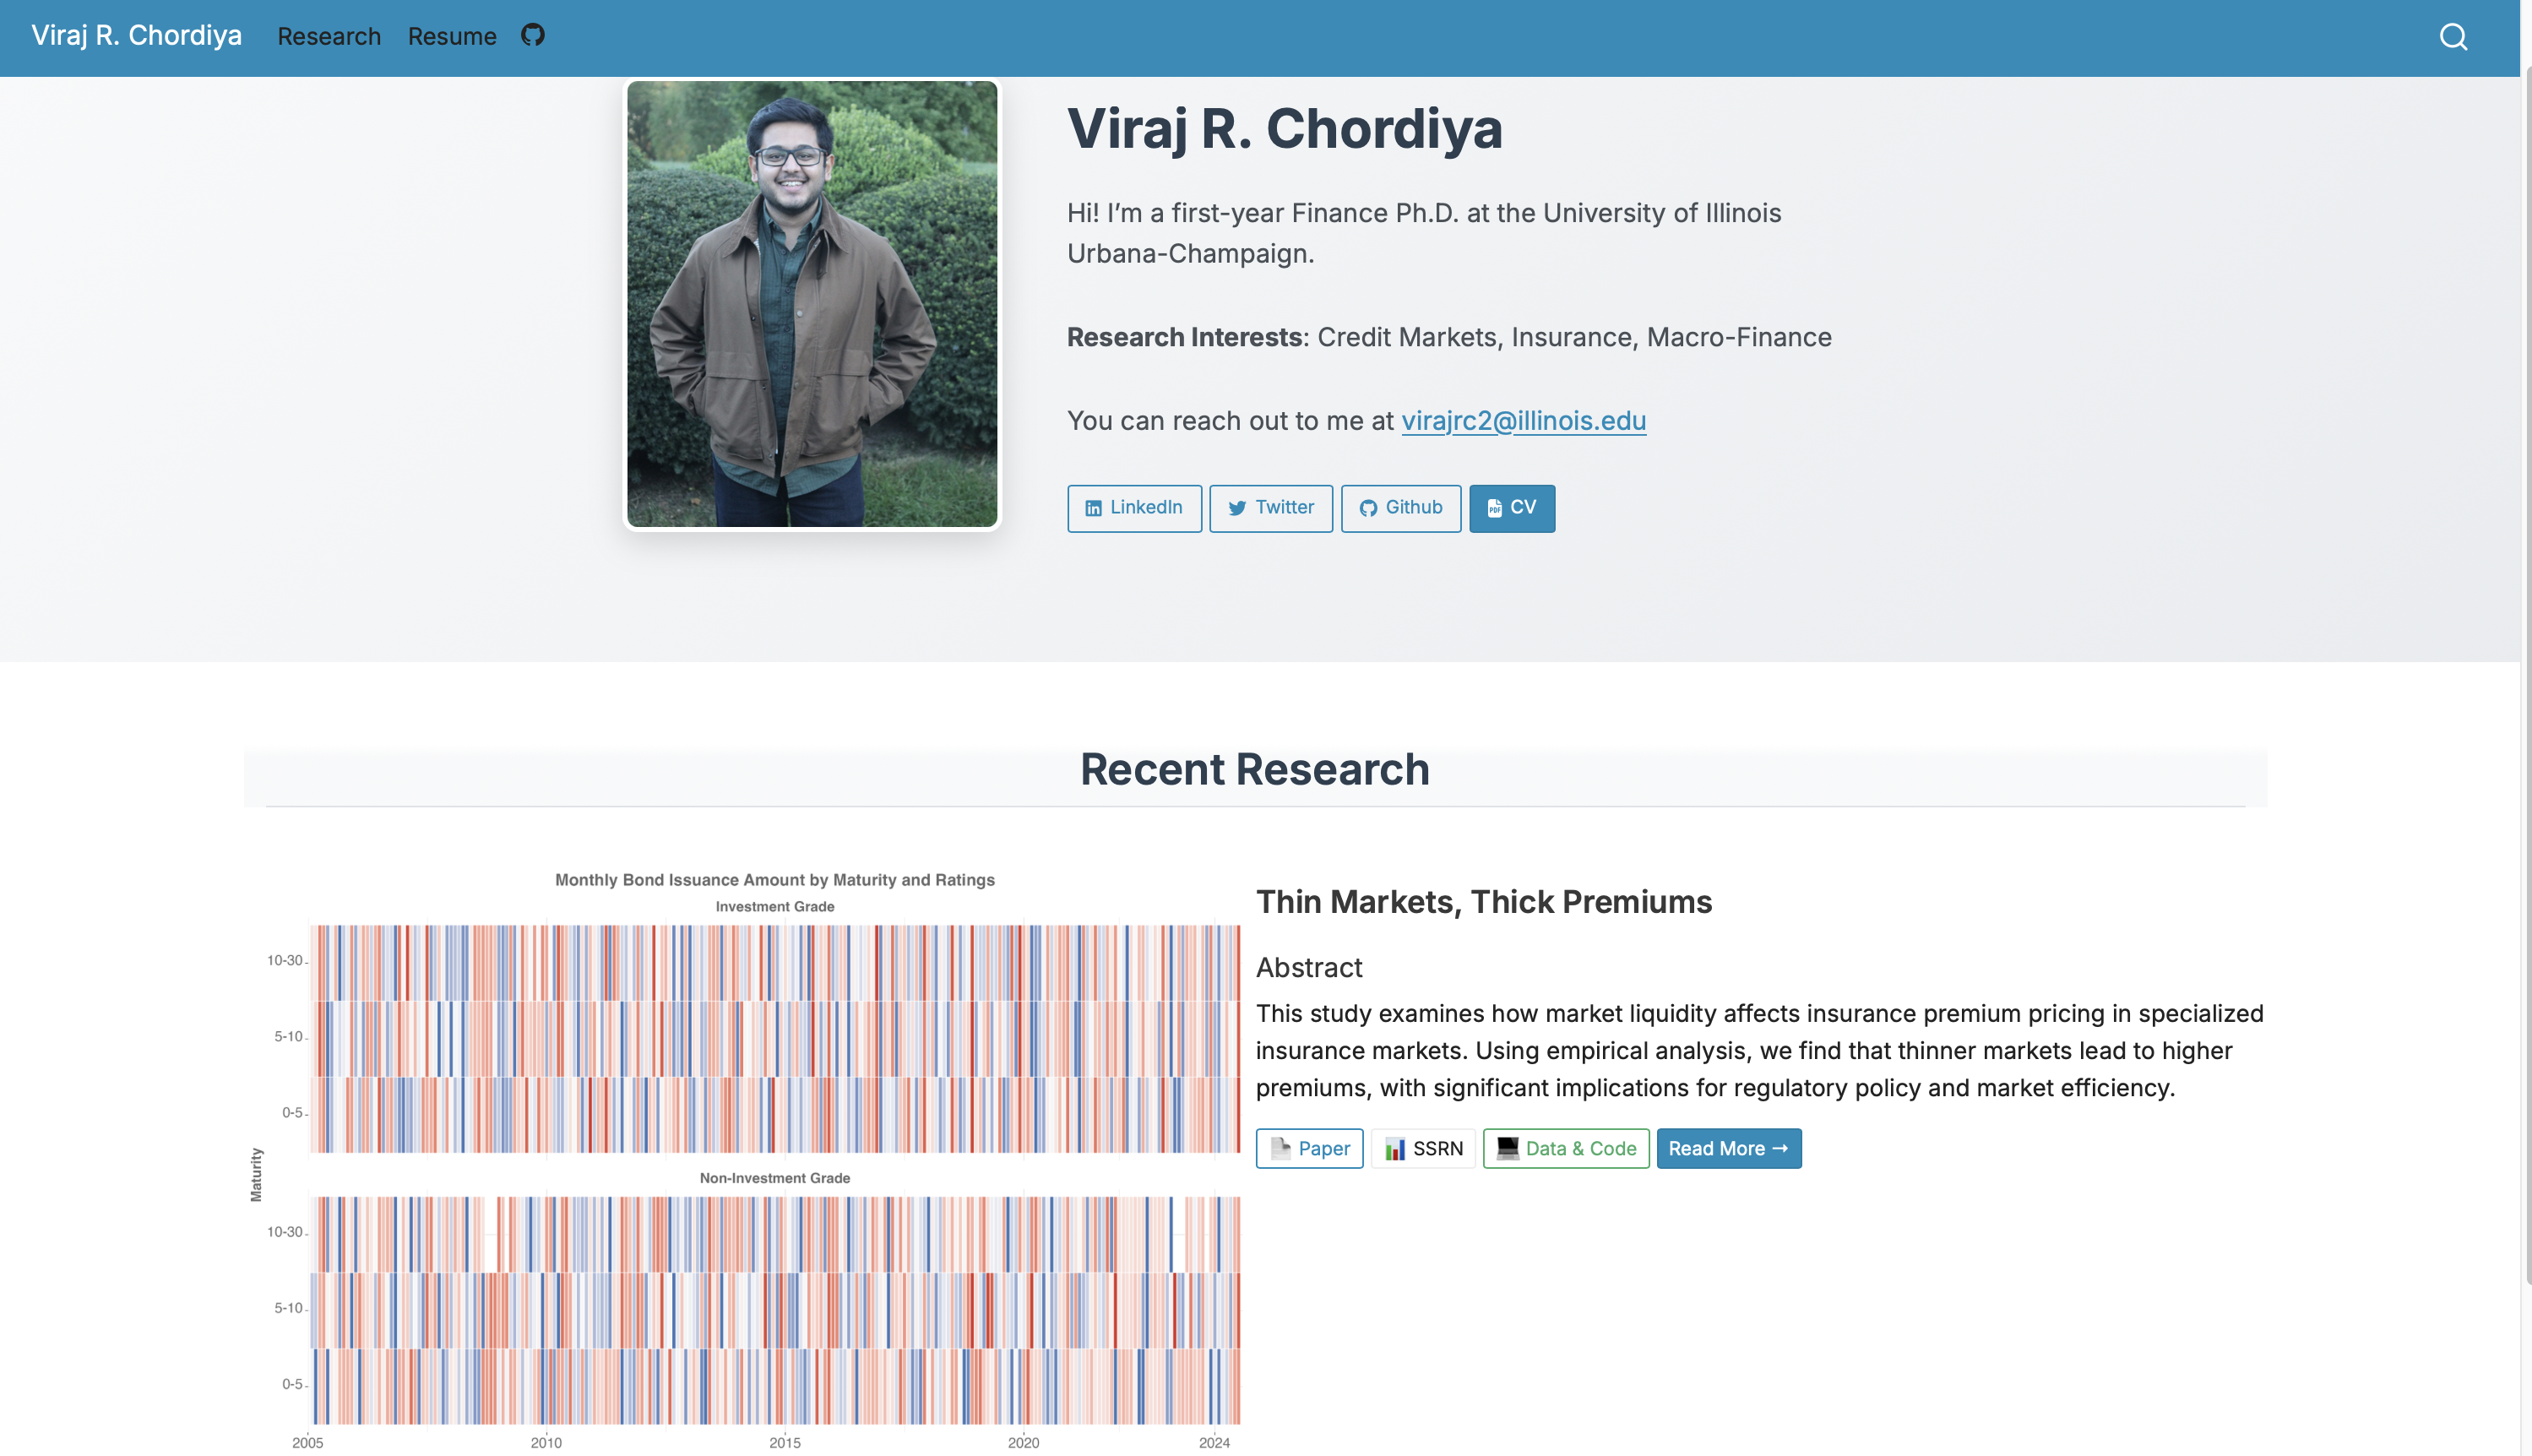 Viraj R. Chordiya Research Resume
Viraj R. Chordiya
Hi! I’m a first-year Finance Ph.D. at the University of Illinois
Urbana-Champaign.
Research Interests: Credit Markets, Insurance, Macro-Finance
You can reach out to me at virajrc2@illinois.edu
LinkedIn Twitter Github CV
Recent Research
Monthly Bond Issuance Amount by Maturity and Ratings
Investment Grade
10-30
5-10
0-5
Maturity
Non-Investment Grade
10-30
5-10
0-5
2005 2010 2015 2020 2024
Thin Markets, Thick Premiums
Abstract
This study examines how market liquidity affects insurance premium pricing in specialized
insurance markets. Using empirical analysis, we find that thinner markets lead to higher
premiums, with significant implications for regulatory policy and market efficiency.
Paper SSRN Data & Code Read More →